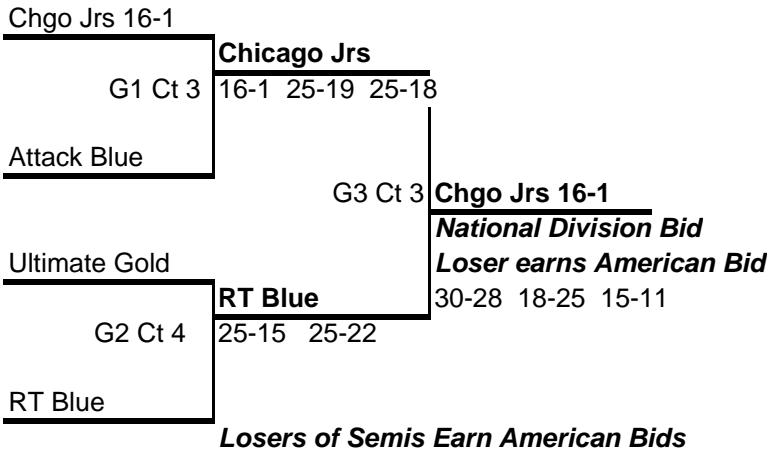 Chgo Jrs 16-1
Chicago Jrs
G1 Ct 3 16-1 25-19 25-18
Attack Blue
G3 Ct 3 Chgo Jrs 16-1
National Division Bid
Ultimate Gold Loser earns American Bid
RT Blue 30-28 18-25 15-11
G2 Ct 4 25-15 25-22
RT Blue
Losers of Semis Earn American Bids